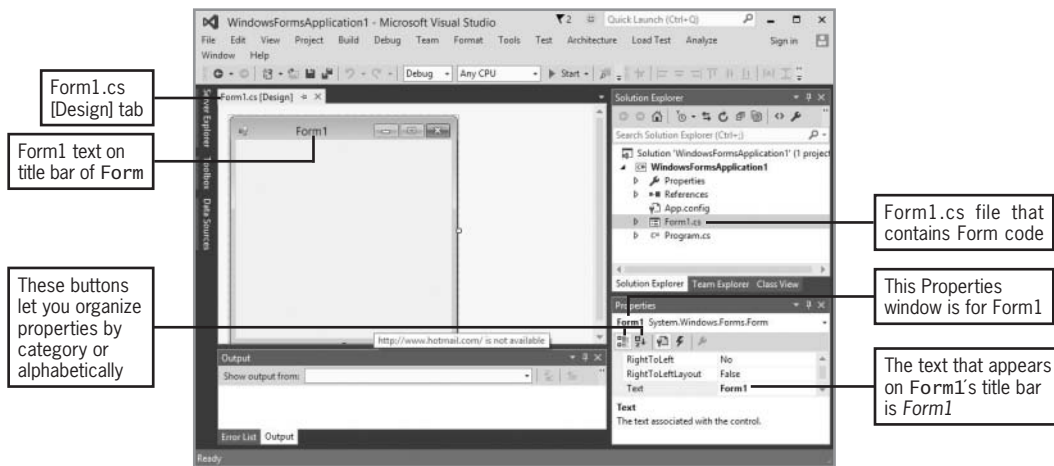 WindowsFormsApplication1 - Microsoft Visual Studio
2
Quick Launch (Ctrl+Q)
File Edit View Project Build Debug Team Format Tools Test Architecture Load Test Analyze Sign in
Window Help
Debug Any CPU Start
Form1.cs
[Design] tab
Form1 text on
title bar of Form
These buttons
let you organize
properties by
category or
alphabetically
Server Explorer
Toolbox
Data Sources
Form1.cs [Design]
Form1
http://www.hotmail.com/ is not available
Output
Show output from:
Error List Output
Ready
Solution Explorer
Search Solution Explorer (Ctrl+;)
Solution 'WindowsFormsApplication1' (1 project
WindowsFormsApplication1
Properties
References
App.config
Form1.cs
C# Program.cs
Solution Explorer Team Explorer Class View
Properties
Form1 System.Windows.Forms.Form
RightToLeft No
RightToLeftLayout False
Text Form1
Text
The text associated with the control.
Form1.cs file that
contains Form code
This Properties
window is for Form1
The text that appears
on Form1's title bar
is Form1